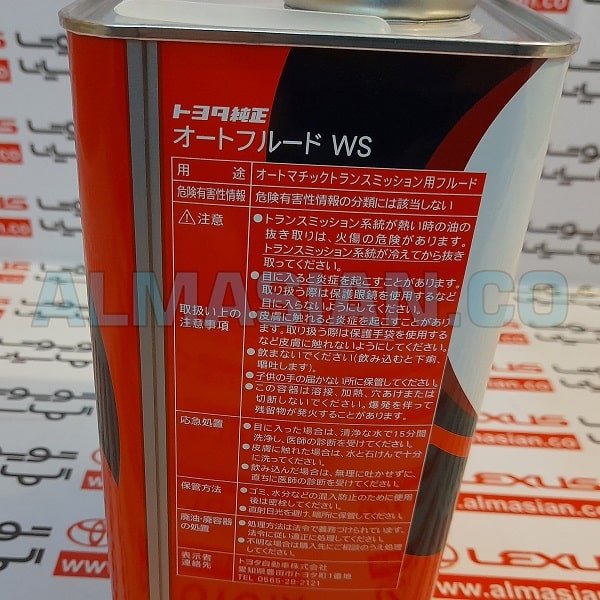 トヨタ純正
オートフルード WS
用 途 オートマチックトランスミッション用フルード
危険有害性情報 危険有害性情報の分類には該当しない
⚠注意
取扱い上の
注意事項
●トランスミッション系統が熱い時の油の
抜き取りは、火傷の危険があります。
トランスミッション系統が冷えてから抜き
取ってください。
●目に入ると炎症を起こすことがあります。
取り扱う際は保護眼鏡を使用するなど
目に入らないようにしてください。
●皮膚に触れると炎症を起こすことがあり
ます。取り扱う際は保護手袋を使用する
など皮膚に触れないようにしてください。
●飲まないでください(飲み込むと下痢、
嘔吐します)。
●子供の手の届かない所に保管してください。
●この容器は溶接、加熱、穴あけまたは
切断しないでください。爆発を伴って
残留物が発火することがあります。
応急処置
●目に入った場合は、清浄な水で15分間
洗浄し、医師の診断を受けてください。
●皮膚に触れた場合は、水と石けんで十分
に洗ってください。
●飲み込んだ場合は、無理に吐かせずに、
直ちに医師の診断を受けてください。
保管方法
●ゴミ、水分などの混入防止のために使用
後は密栓してください。
●直射日光を避け、暗所に保管してください。
廃油・廃容器
の処置
●処理方法は法令で義務づけられています。
法令に従い適正に処理してください。
●不明な場合は購入先にご相談のうえ処理
してください。
表示者
連絡先
トヨタ自動車株式会社
愛知県豊田市トヨタ町1番地
TEL 0565-28-2121
ALMASIAN.CO
almasian.co
LEXUS
TOYOTA